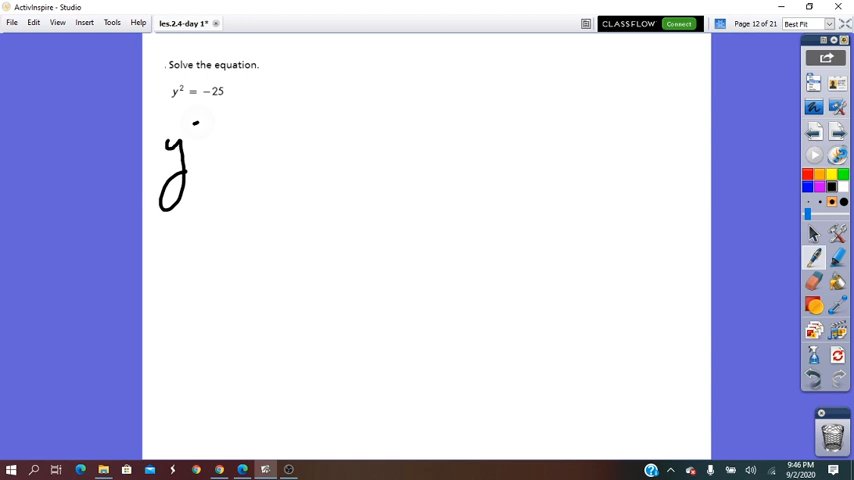 ActivInspire - Studio
File Edit View Insert Tools Help
les.2.4-day 1*
CLASSFLOW Connect
Page 12 of 21
Best Fit
. Solve the equation.
y² = −25
y
9:46 PM
9/2/2020